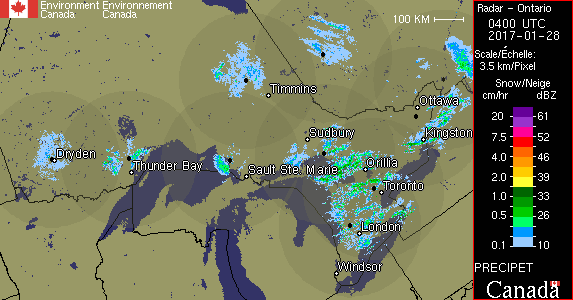 Environment Environnement
Canada Canada
100 KM
Timmins
Ottawa
Sudbury
Kingston
Dryden
Thunder Bay
Sault Ste. Marie
Orillia
Toronto
London
Windsor
Radar - Ontario
0400 UTC
2017-01-28
Scale/Échelle:
3.5 km/Pixel
Snow/Neige
cm/hr dBZ
20 61
7.5 52
4.0 46
2.0 39
1.0 33
0.5 26
0.1 10
PRECIPET
Canada